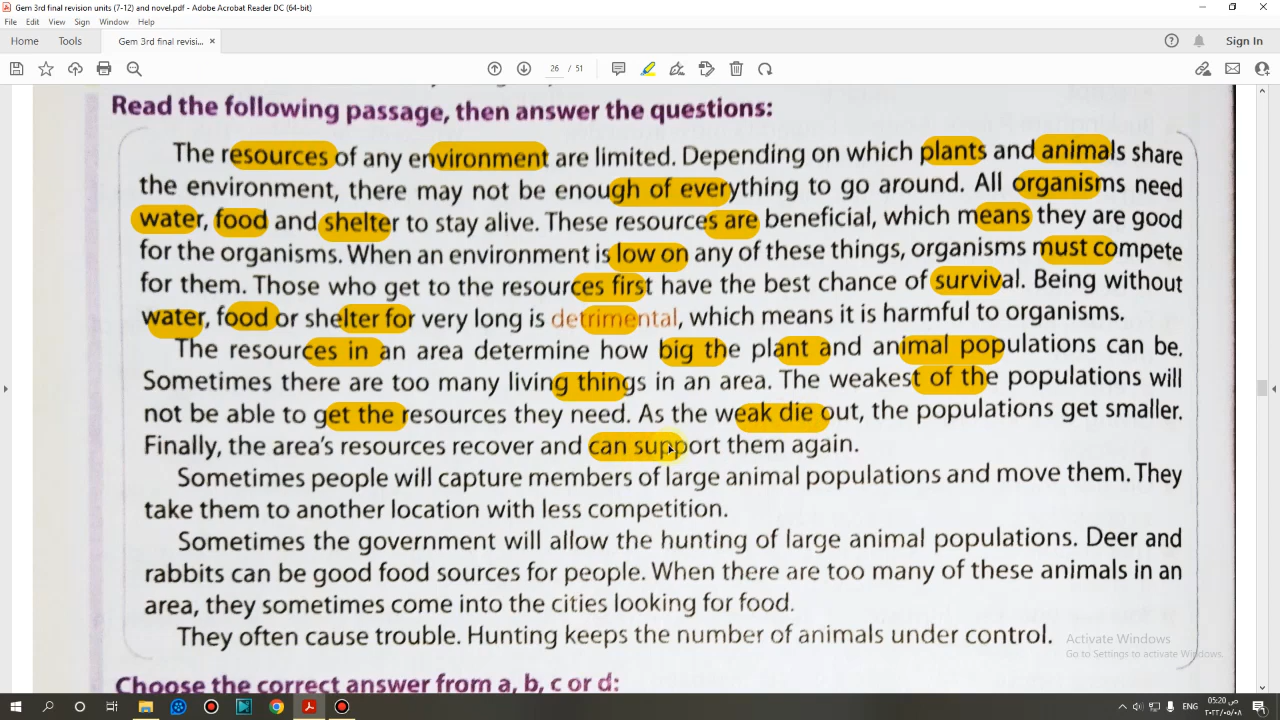 Gem 3rd final revision units (7-12) and novel.pdf - Adobe Acrobat Reader DC (64-bit)
File Edit View Sign Window Help
Home Tools Gem 3rd final revisi... × Sign In
26 / 51
Read the following passage, then answer the questions:
The resources of any environment are limited. Depending on which plants and animals share
the environment, there may not be enough of everything to go around. All organisms need
water, food and shelter to stay alive. These resources are beneficial, which means they are good
for the organisms. When an environment is low on any of these things, organisms must compete
for them. Those who get to the resources first have the best chance of survival. Being without
water, food or shelter for very long is detrimental, which means it is harmful to organisms.
The resources in an area determine how big the plant and animal populations can be.
Sometimes there are too many living things in an area. The weakest of the populations will
not be able to get the resources they need. As the weak die out, the populations get smaller.
Finally, the area's resources recover and can support them again.
Sometimes people will capture members of large animal populations and move them. They
take them to another location with less competition.
Sometimes the government will allow the hunting of large animal populations. Deer and
rabbits can be good food sources for people. When there are too many of these animals in an
area, they sometimes come into the cities looking for food.
They often cause trouble. Hunting keeps the number of animals under control.
Activate Windows
Go to Settings to activate Windows.
Choose the correct answer from a, b, c or d:
ENG
05:20 ص
٢٠٢٢/٠٥/٠٨